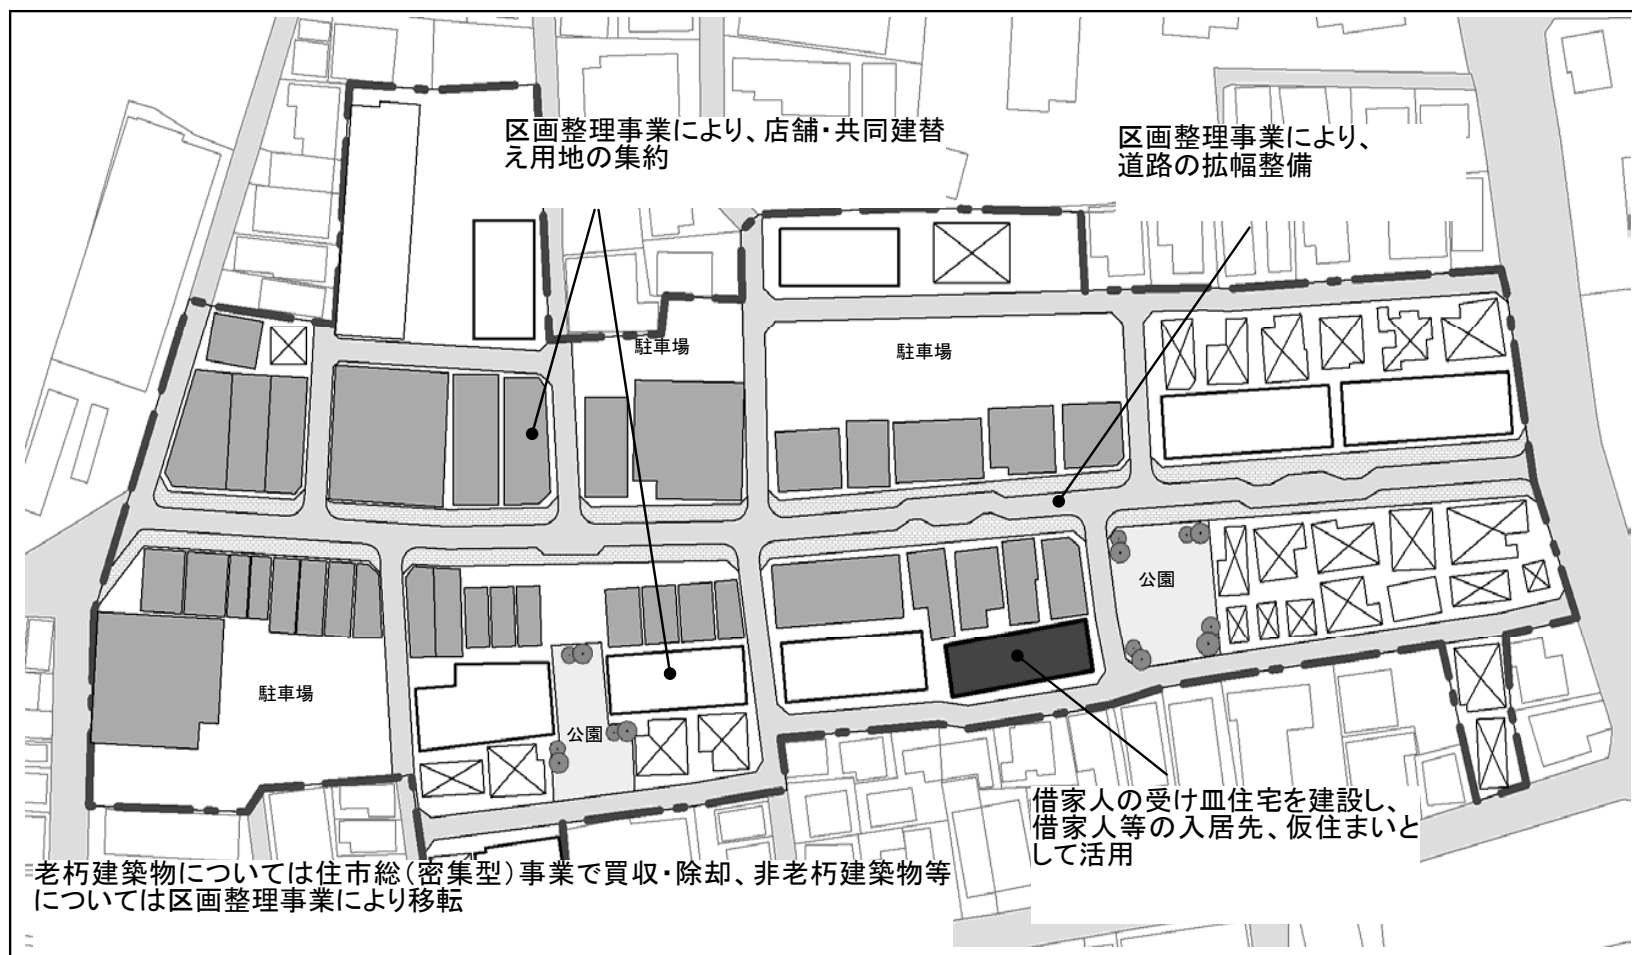 区画整理事業により、店舗・共同建替
え用地の集約
区画整理事業により、
道路の拡幅整備
駐車場
駐車場
公園
駐車場
公園
借家人の受け皿住宅を建設し、
借家人等の入居先、仮住まいと
して活用
老朽建築物については住市総（密集型）事業で買収・除却、非老朽建築物等
については区画整理事業により移転